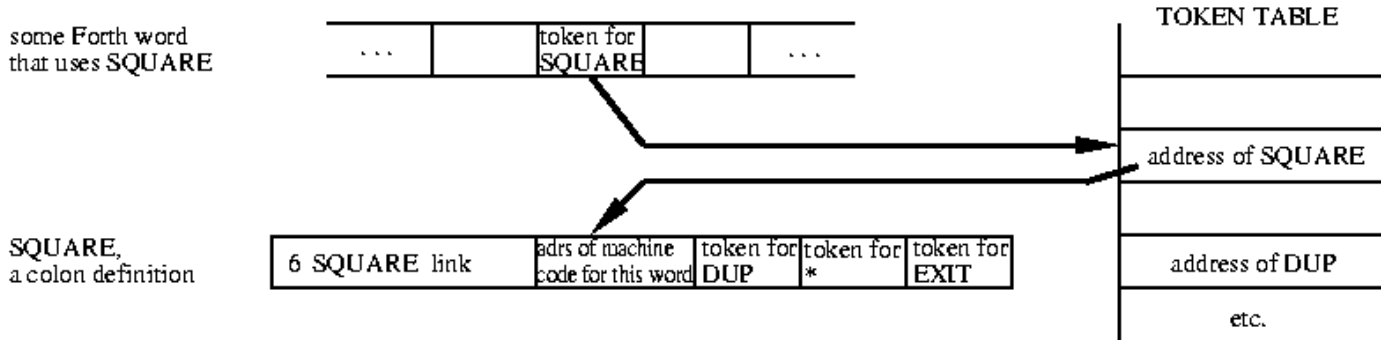 TOKEN TABLE
some Forth word
that uses SQUARE
. . .
token for
SQUARE
. . .
address of SQUARE
SQUARE,
a colon definition
6 SQUARE link
adrs of machine
code for this word
token for
DUP
token for
*
token for
EXIT
address of DUP
etc.